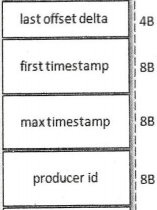 last offset delta 4B
first timestamp 8B
max timestamp 8B
producer id 8B